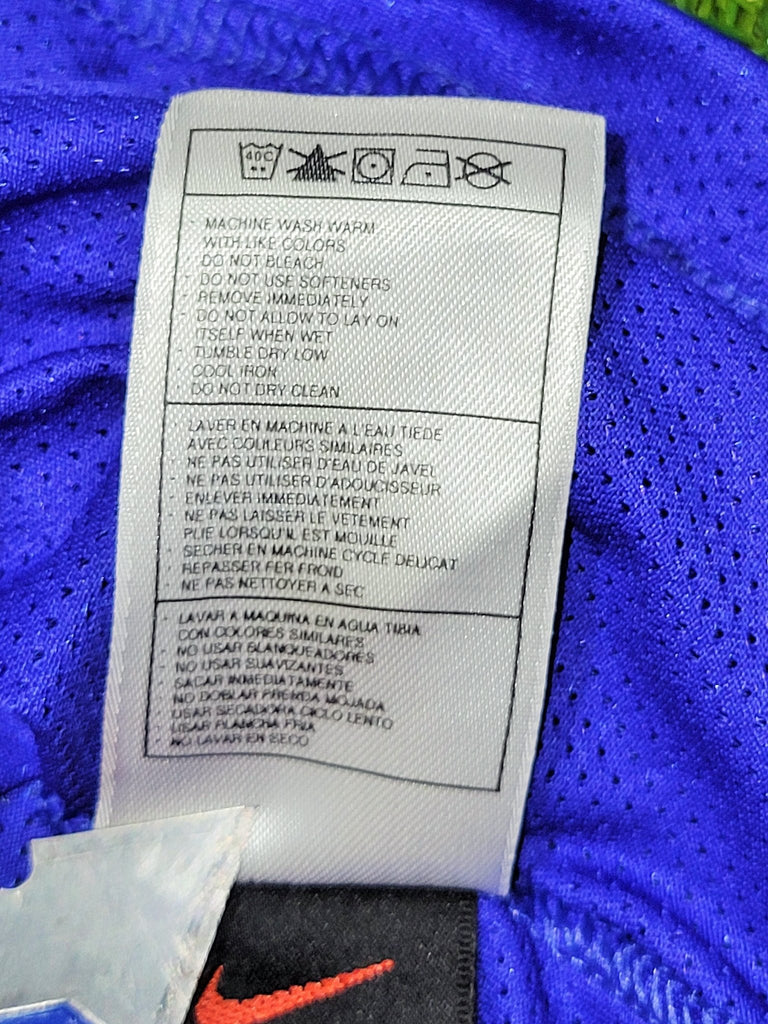 40C
- MACHINE WASH WARM
WITH LIKE COLORS
- DO NOT BLEACH
- DO NOT USE SOFTENERS
- REMOVE IMMEDIATELY
- DO NOT ALLOW TO LAY ON
ITSELF WHEN WET
- TUMBLE DRY LOW
- COOL IRON
- DO NOT DRY CLEAN
- LAVER EN MACHINE A L'EAU TIEDE
AVEC COULEURS SIMILAIRES
- NE PAS UTILISER D'EAU DE JAVEL
- NE PAS UTILISER D'ADOUCISSEUR
- ENLEVER IMMEDIATEMENT
- NE PAS LAISSER LE VETEMENT
PLIE LORSQU'IL EST MOUILLE
- SECHER EN MACHINE CYCLE DELICAT
- REPASSER FER FROID
- NE PAS NETTOYER A SEC
- LAVAR A MAQUINA EN AGUA TIBIA
CON COLORES SIMILARES
- NO USAR BLANQUEADORES
- NO USAR SUAVIZANTES
- SACAR INMEDIATAMENTE
- NO DOBLAR PRENDA MOJADA
- USAR SECADORA CICLO LENTO
- USAR PLANCHA FRIA
- NO LAVAR EN SECO